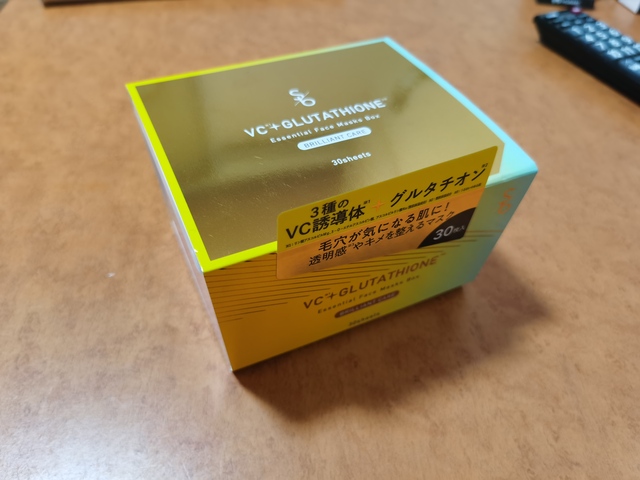 VC+GLUTATHIONE
Essential Face Masks Box
BRILLIANT CARE
30sheets
3種の
VC誘導体 グルタチオン
毛穴が気になる肌に!
透明感やキメを整えるマスク
30枚入
VC+GLUTATHIONE
Essential Face Masks Box
BRILLIANT CARE
30sheets